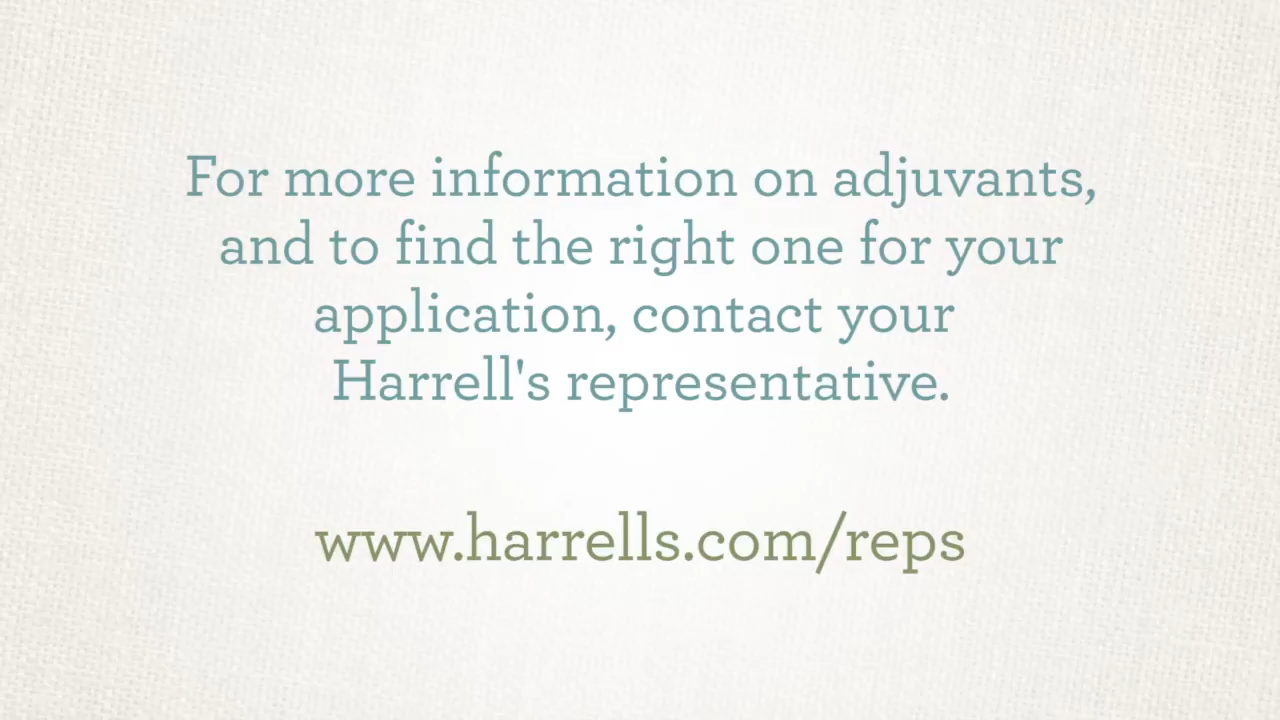 For more information on adjuvants,
and to find the right one for your
application, contact your
Harrell's representative.
www.harrells.com/reps